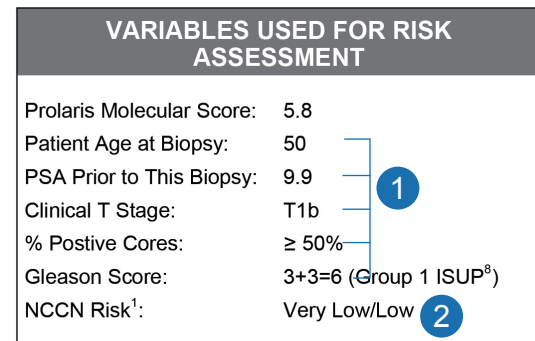 VARIABLES USED FOR RISK
ASSESSMENT
Prolaris Molecular Score: 5.8
Patient Age at Biopsy: 50
PSA Prior to This Biopsy: 9.9
1
Clinical T Stage: T1b
% Postive Cores: ≥ 50%
Gleason Score: 3+3=6 (Group 1 ISUP⁸)
NCCN Risk¹: Very Low/Low 2